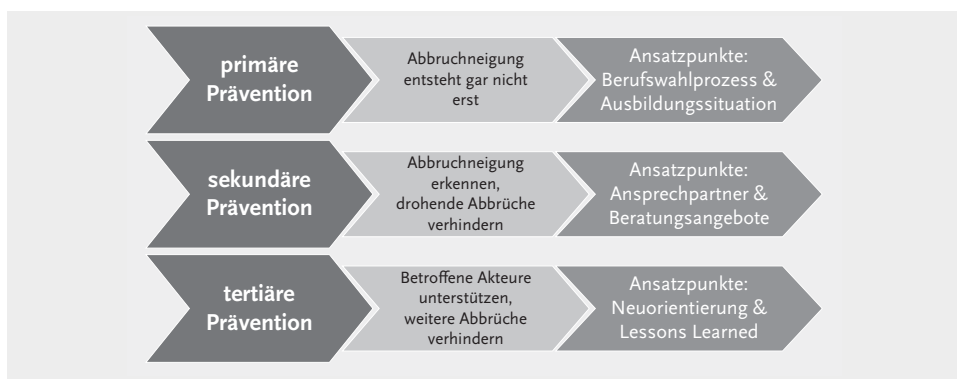 primäre
Prävention
Abbruchneigung
entsteht gar nicht
erst
Ansatzpunkte:
Berufswahlprozess &
Ausbildungssituation
sekundäre
Prävention
Abbruchneigung
erkennen,
drohende Abbrüche
verhindern
Ansatzpunkte:
Ansprechpartner &
Beratungsangebote
tertiäre
Prävention
Betroffene Akteure
unterstützen,
weitere Abbrüche
verhindern
Ansatzpunkte:
Neuorientierung &
Lessons Learned